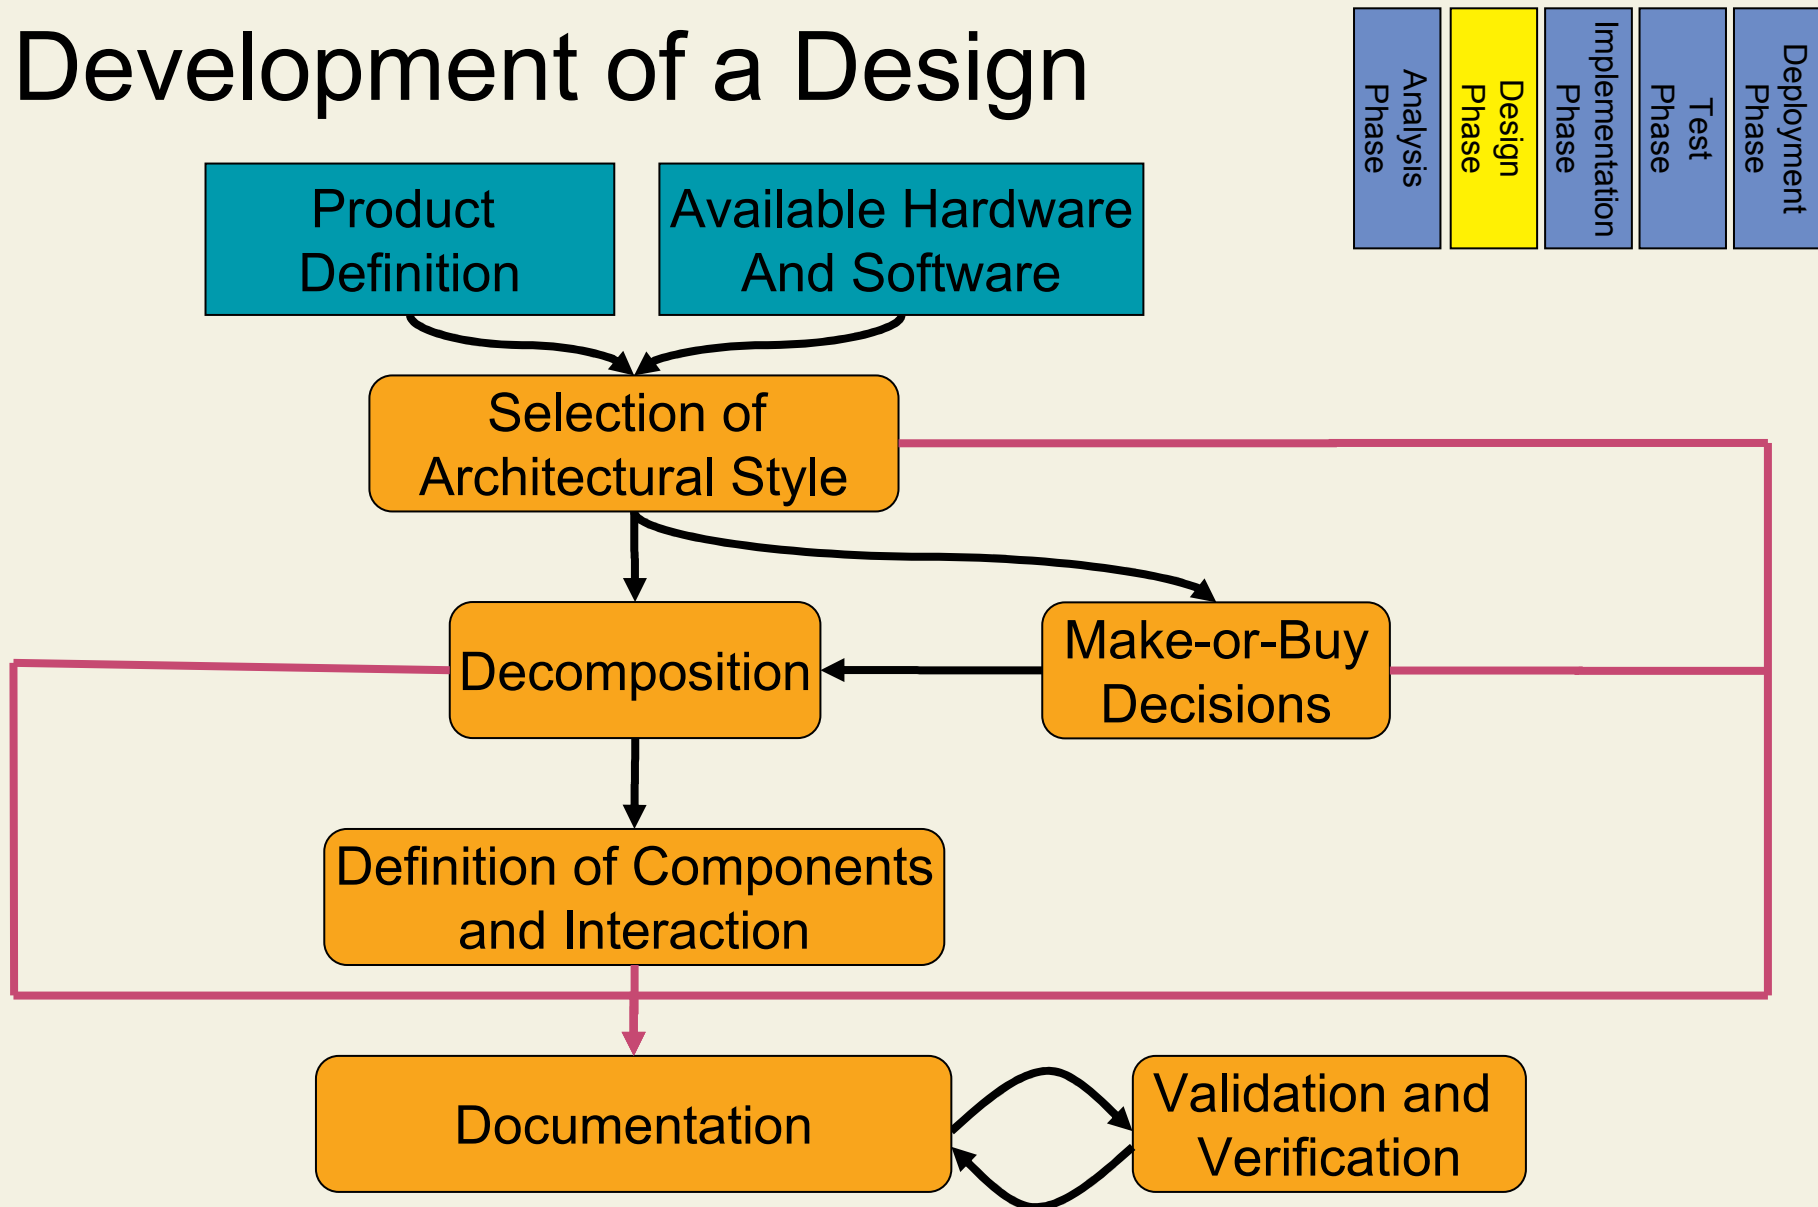 Development of a Design
Analysis
Phase
Design
Phase
Implementation
Phase
Test
Phase
Deployment
Phase
Product
Definition
Available Hardware
And Software
Selection of
Architectural Style
Decomposition
Make-or-Buy
Decisions
Definition of Components
and Interaction
Documentation
Validation and
Verification